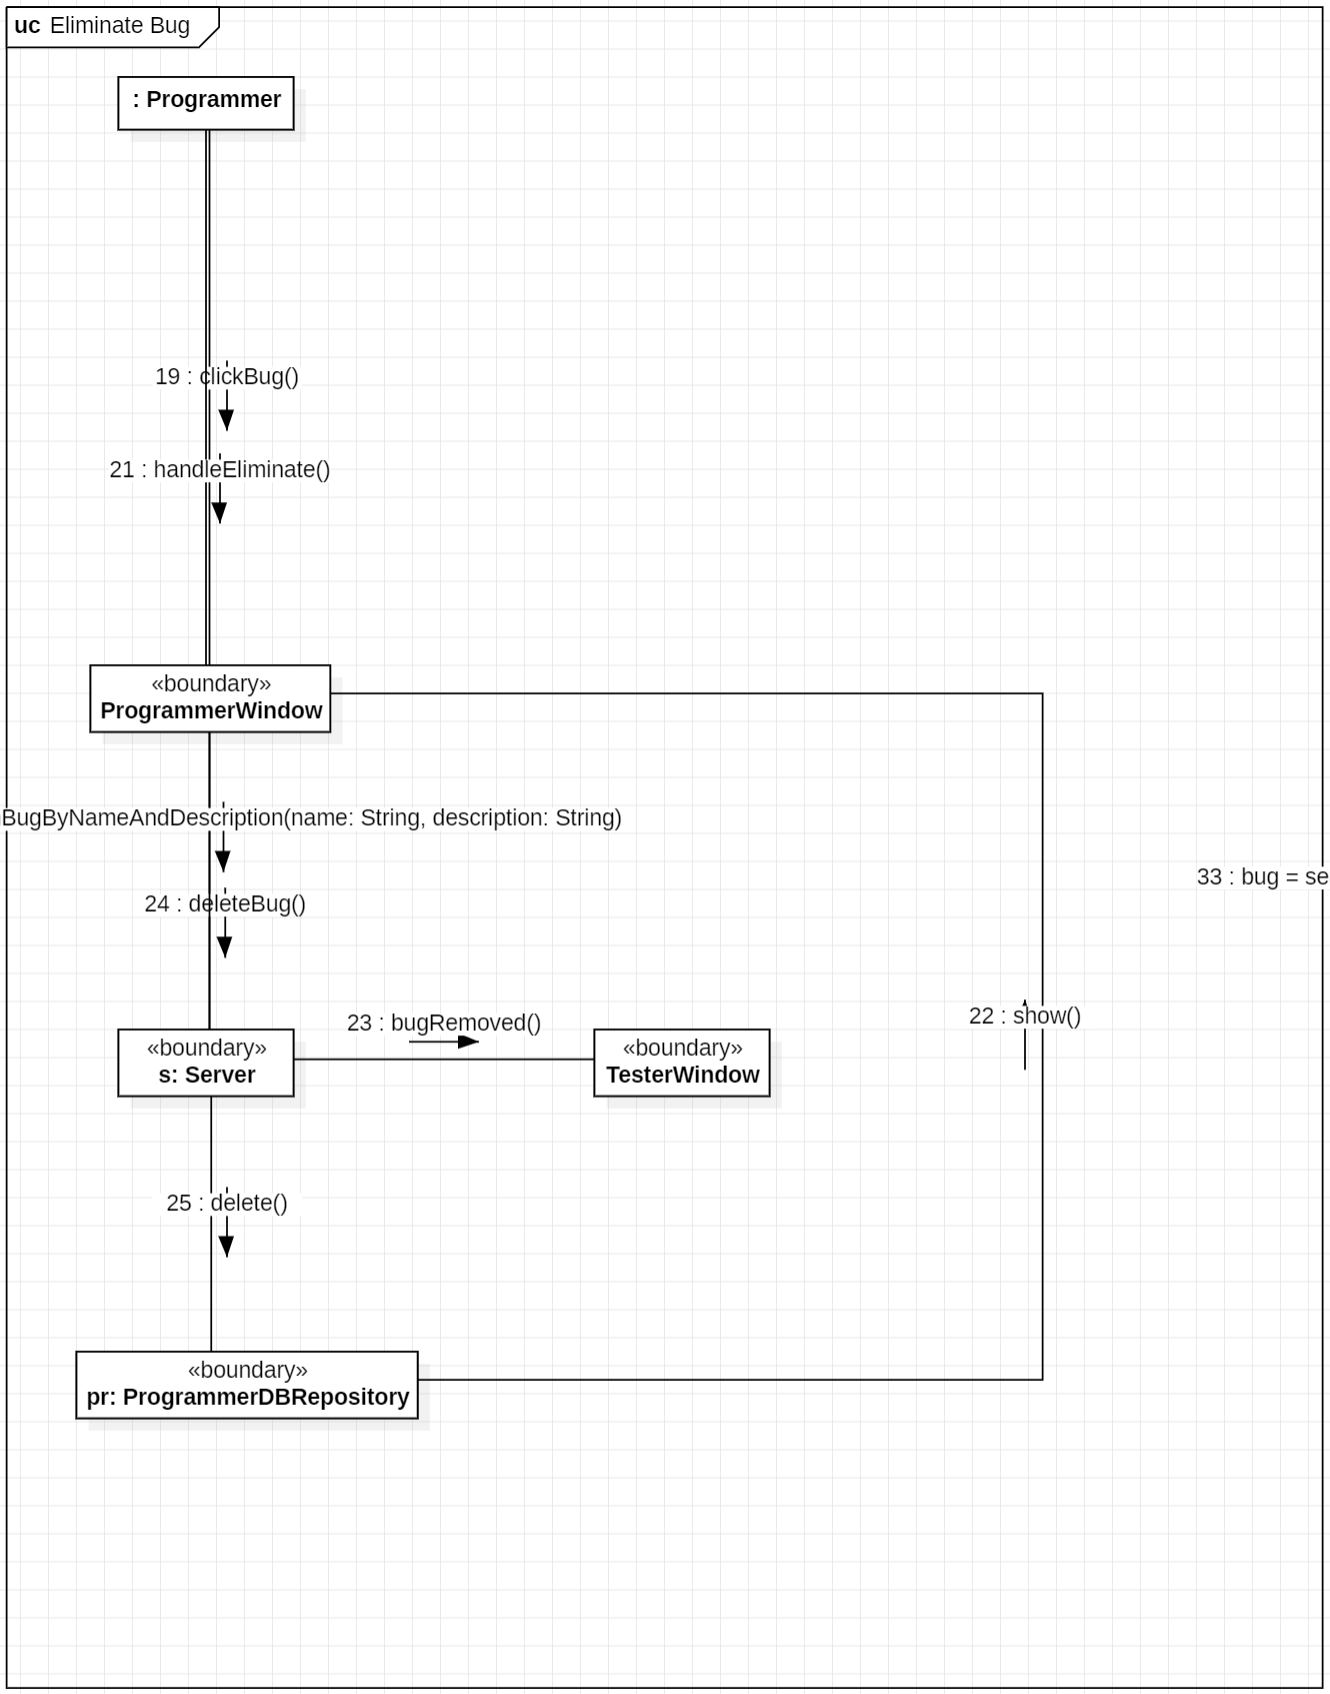 uc Eliminate Bug
: Programmer
19 : clickBug()
21 : handleEliminate()
«boundary»
ProgrammerWindow
BugByNameAndDescription(name: String, description: String)
33 : bug = se
24 : deleteBug()
22 : show()
23 : bugRemoved()
«boundary»
s: Server
«boundary»
TesterWindow
25 : delete()
«boundary»
pr: ProgrammerDBRepository